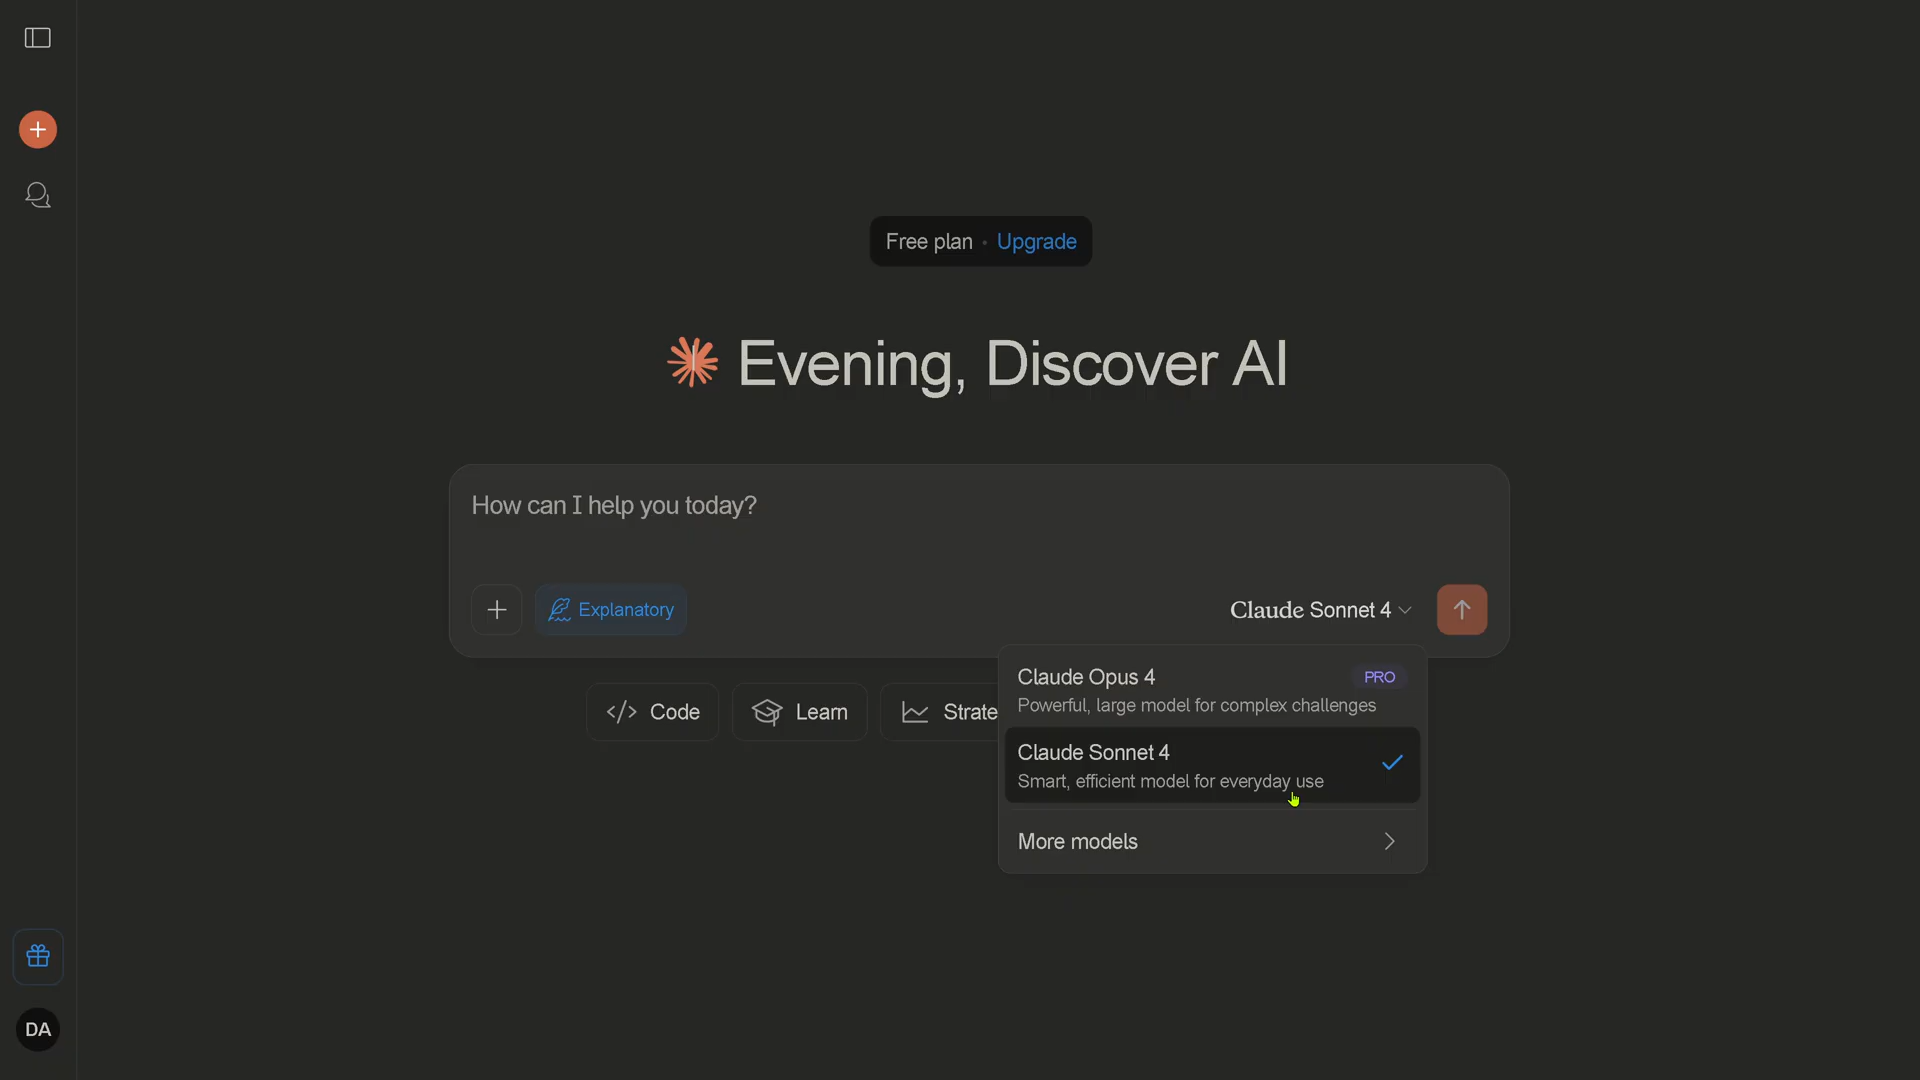 Free plan · Upgrade
Evening, Discover AI
How can I help you today?
Explanatory
Claude Sonnet 4
Claude Opus 4 PRO
Powerful, large model for complex challenges
Code Learn Strate
Claude Sonnet 4
Smart, efficient model for everyday use
More models
DA